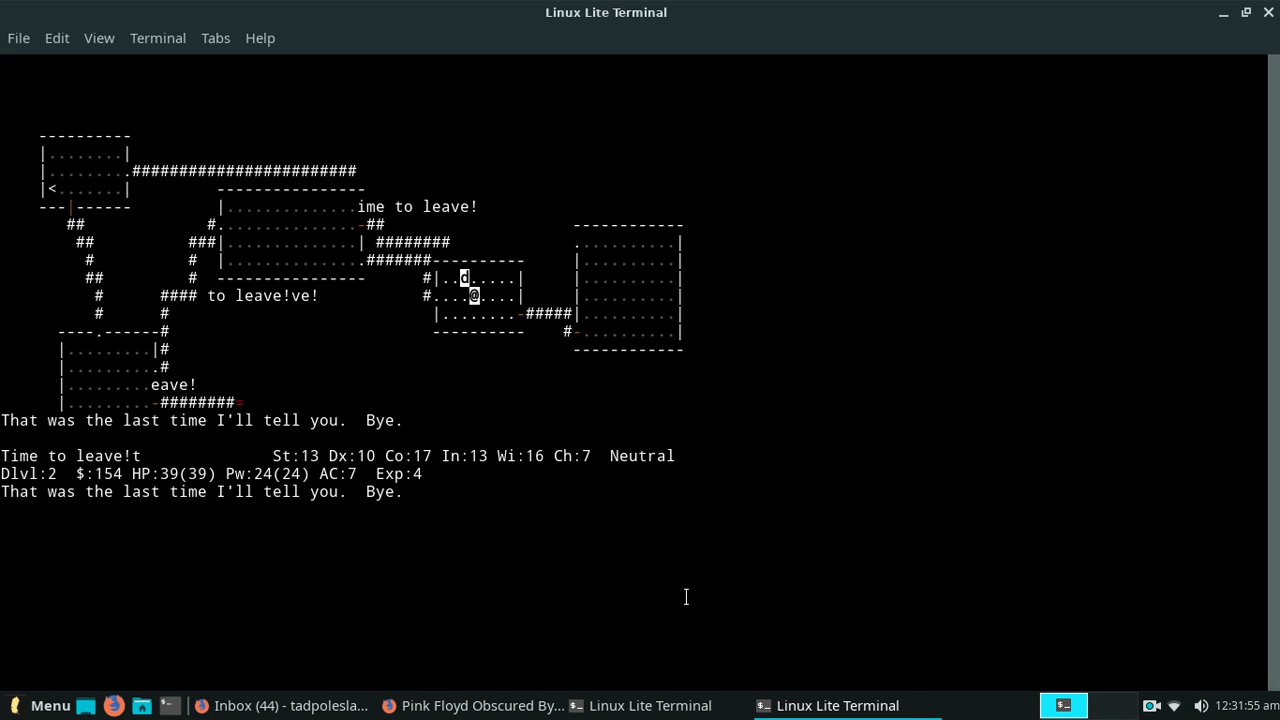 Linux Lite Terminal
File Edit View Terminal Tabs Help
----------
|........|
|.........#######################
|<.......|      ----------------
---|------      |..............ime to leave!
##      #...............-##      ------------
##      ###|..............| ########      ...........|
#      # |...............#######----------      |..........|
##      #      ----------------      #|..d.....|      |..........|
#      #### to leave!ve!      #....@....|      |..........|
#      #      |........-#####|..........|
----.------#      ----------      #-..........|
|.........|#      ------------
|..........#
|.........eave!
|.........-########=
That was the last time I'll tell you.  Bye.
Time to leave!t      St:13 Dx:10 Co:17 In:13 Wi:16 Ch:7  Neutral
Dlvl:2  $:154 HP:39(39) Pw:24(24) AC:7  Exp:4
That was the last time I'll tell you.  Bye.
Menu Inbox (44) - tadpolesla... Pink Floyd Obscured By... Linux Lite Terminal Linux Lite Terminal 12:31:55 am